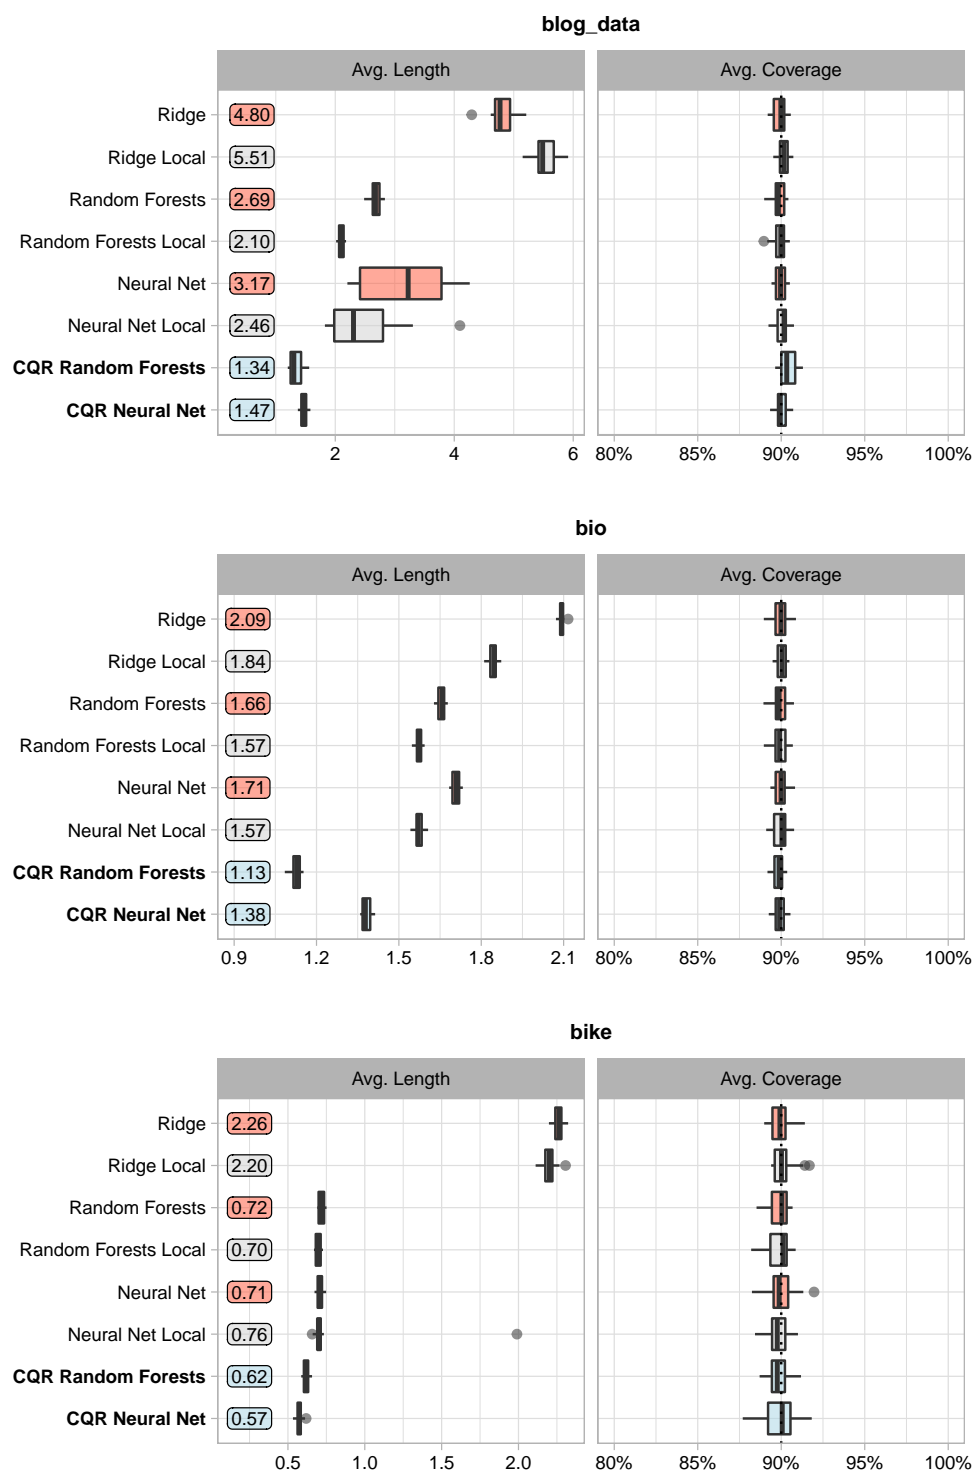 blog_data
Avg. Length Avg. Coverage
Ridge 4.80
Ridge Local 5.51
Random Forests 2.69
Random Forests Local 2.10
Neural Net 3.17
Neural Net Local 2.46
CQR Random Forests 1.34
CQR Neural Net 1.47
2 4 6 80% 85% 90% 95% 100%
bio
Avg. Length Avg. Coverage
Ridge 2.09
Ridge Local 1.84
Random Forests 1.66
Random Forests Local 1.57
Neural Net 1.71
Neural Net Local 1.57
CQR Random Forests 1.13
CQR Neural Net 1.38
0.9 1.2 1.5 1.8 2.1 80% 85% 90% 95% 100%
bike
Avg. Length Avg. Coverage
Ridge 2.26
Ridge Local 2.20
Random Forests 0.72
Random Forests Local 0.70
Neural Net 0.71
Neural Net Local 0.76
CQR Random Forests 0.62
CQR Neural Net 0.57
0.5 1.0 1.5 2.0 80% 85% 90% 95% 100%